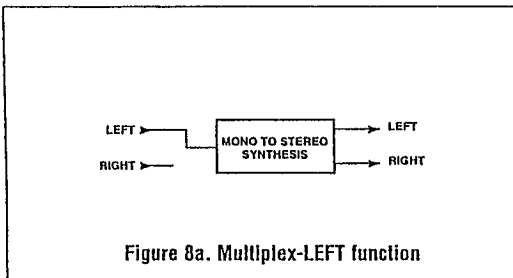 LEFT
RIGHT
MONO TO STEREO
SYNTHESIS
LEFT
RIGHT
Figure 8a. Multiplex-LEFT function